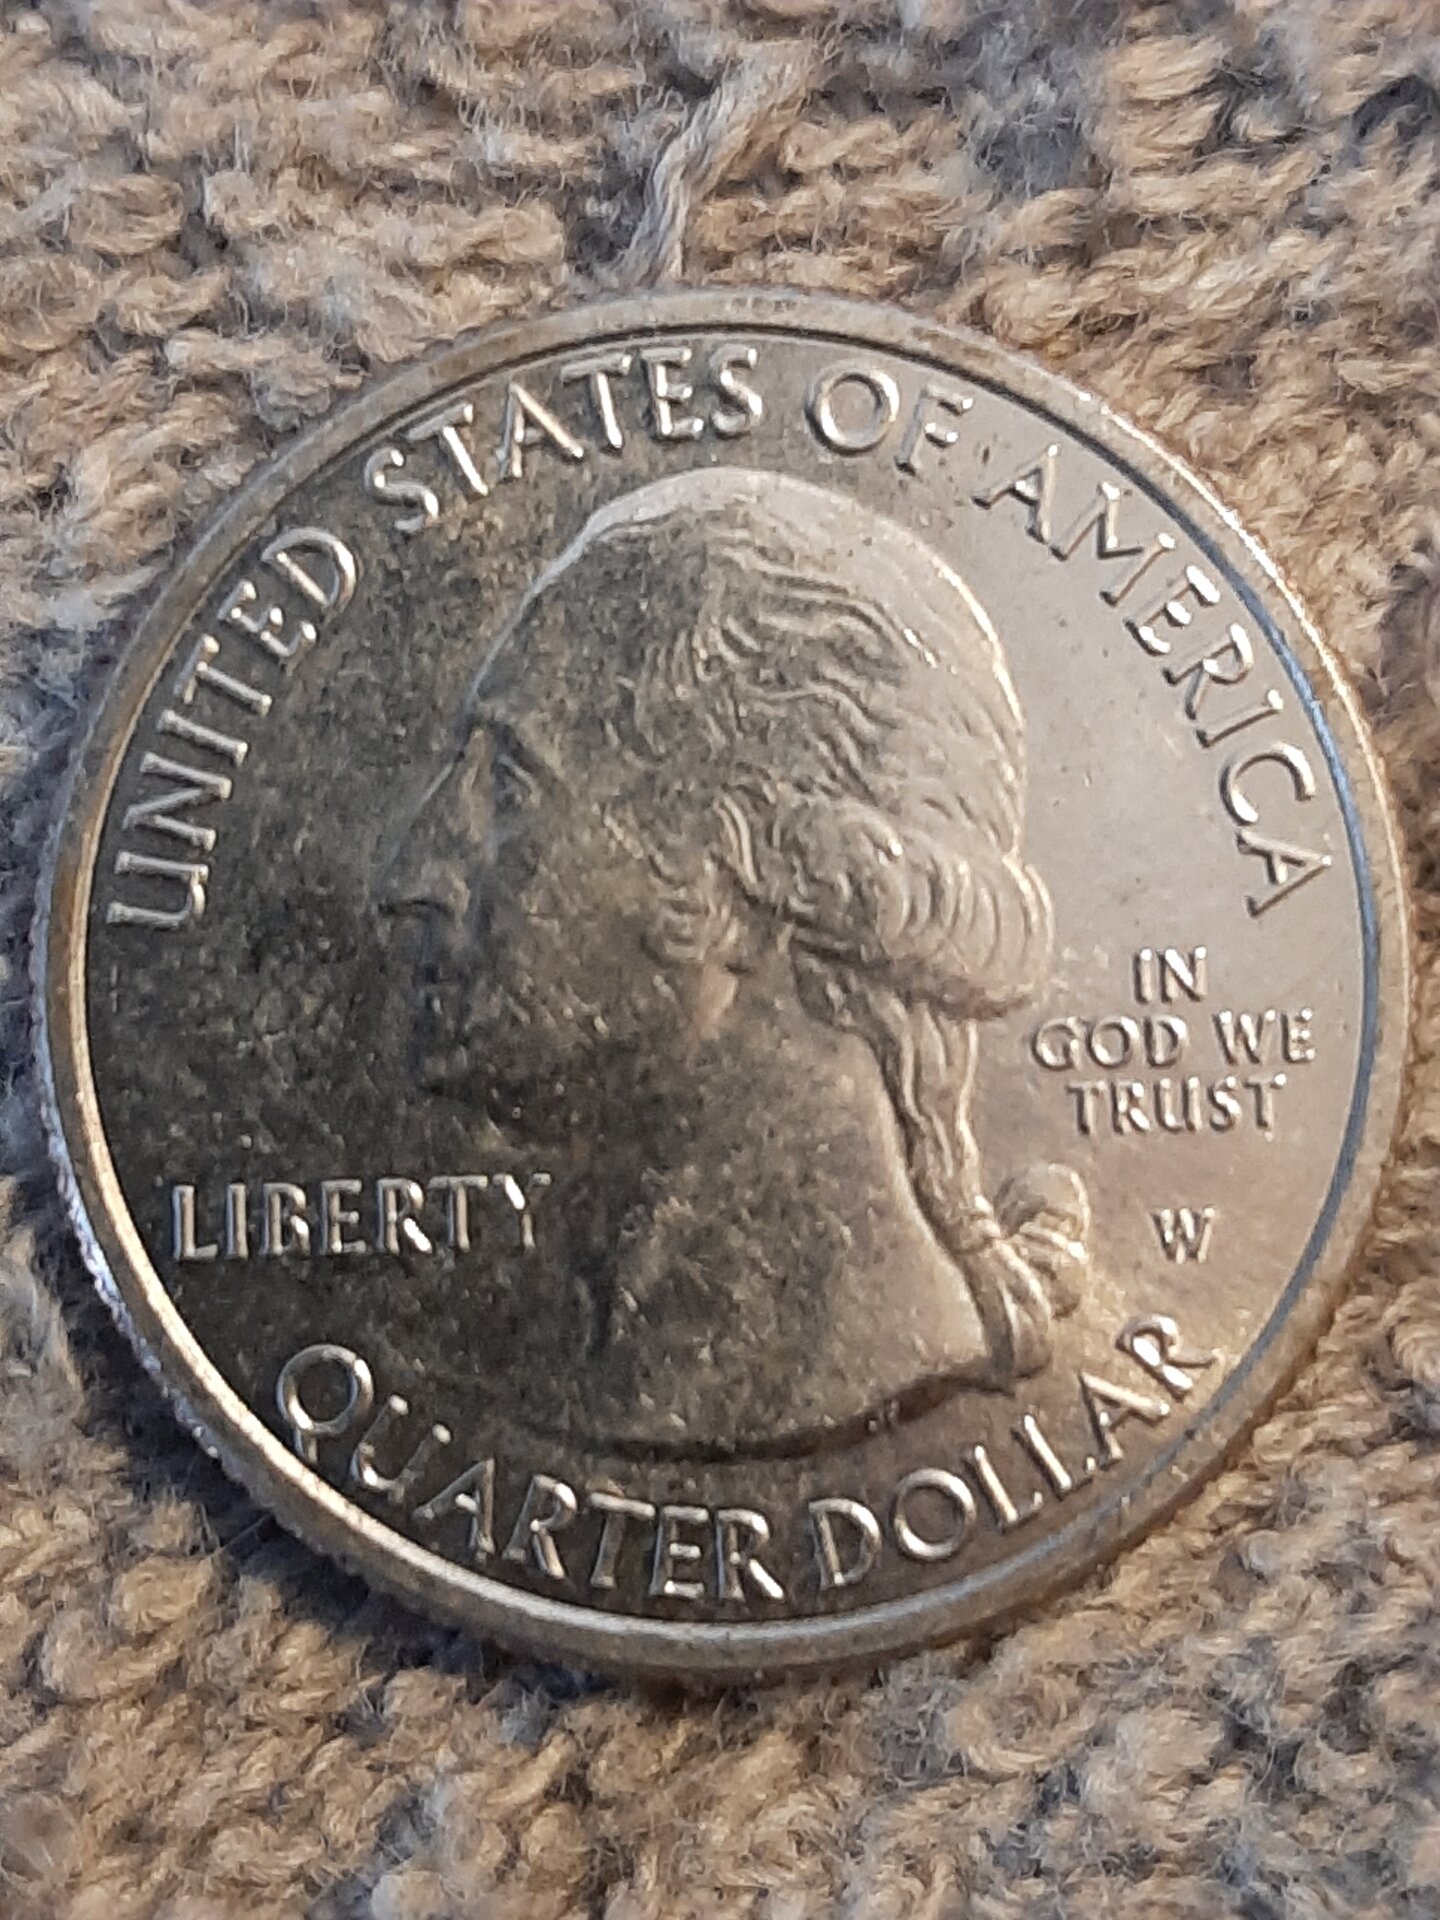 UNITED STATES OF AMERICA
IN
GOD WE
TRUST
LIBERTY
W
QUARTER DOLLAR